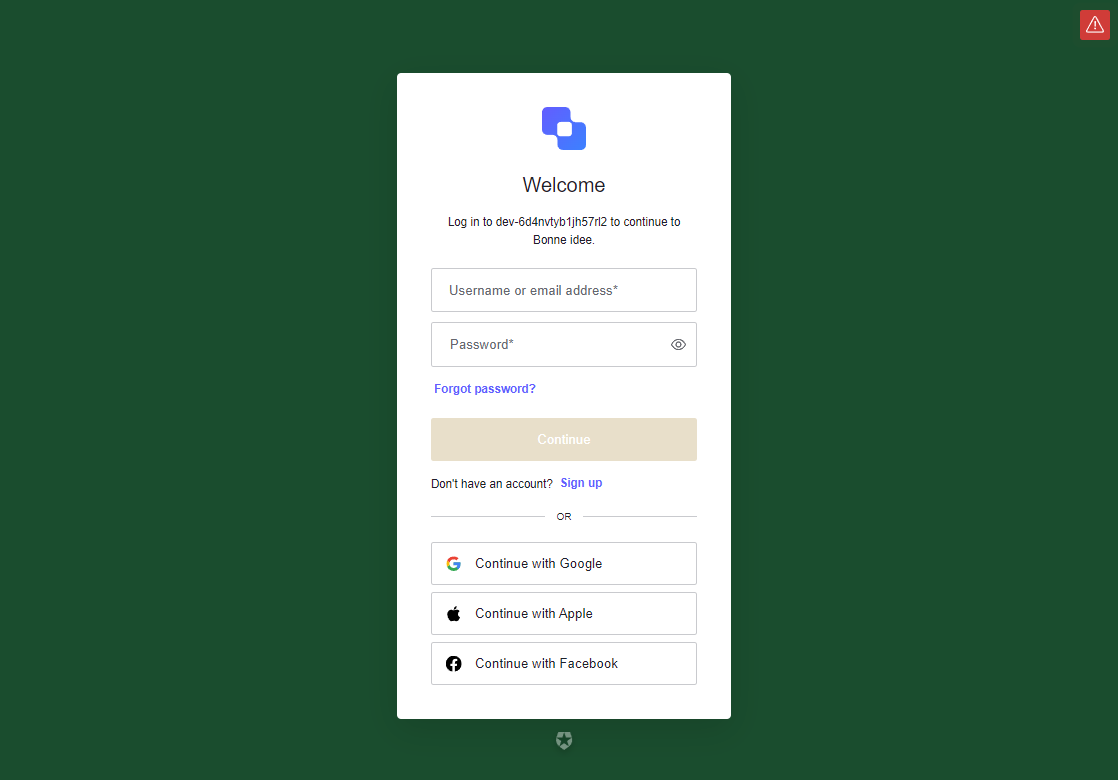 Welcome
Log in to dev-6d4nvtyb1jh57rl2 to continue to
Bonne idee.
Username or email address*
Password*
Forgot password?
Continue
Don't have an account? Sign up
OR
Continue with Google
Continue with Apple
Continue with Facebook